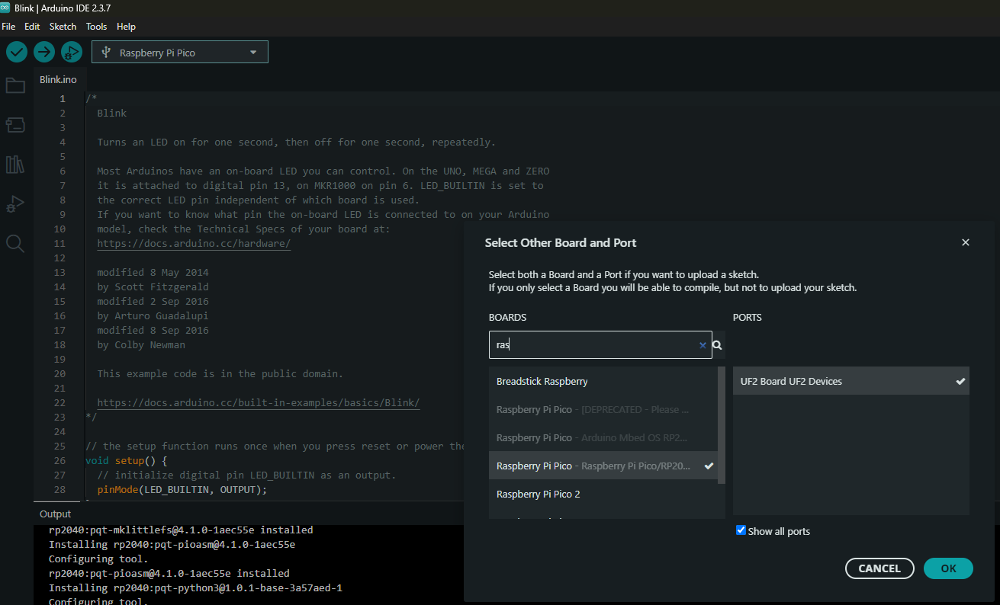 Blink | Arduino IDE 2.3.7
File Edit Sketch Tools Help
Raspberry Pi Pico
Blink.ino
1 /*
2 Blink
3
4 Turns an LED on for one second, then off for one second, repeatedly.
5
6 Most Arduinos have an on-board LED you can control. On the UNO, MEGA and ZERO
7 it is attached to digital pin 13, on MKR1000 on pin 6. LED_BUILTIN is set to
8 the correct LED pin independent of which board is used.
9 If you want to know what pin the on-board LED is connected to on your Arduino
10 model, check the Technical Specs of your board at:
11 https://docs.arduino.cc/hardware/
12
13 modified 8 May 2014
14 by Scott Fitzgerald
15 modified 2 Sep 2016
16 by Arturo Guadalupi
17 modified 8 Sep 2016
18 by Colby Newman
19
20 This example code is in the public domain.
21
22 https://docs.arduino.cc/built-in-examples/basics/Blink/
23 */
24
25 // the setup function runs once when you press reset or power the
26 void setup() {
27 // initialize digital pin LED_BUILTIN as an output.
28 pinMode(LED_BUILTIN, OUTPUT);
Output
rp2040:pqt-mklittlefs@4.1.0-1aec55e installed
Installing rp2040:pqt-pioasm@4.1.0-1aec55e
Configuring tool.
rp2040:pqt-pioasm@4.1.0-1aec55e installed
Installing rp2040:pqt-python3@1.0.1-base-3a57aed-1
Configuring tool.
Select Other Board and Port
Select both a Board and a Port if you want to upload a sketch.
If you only select a Board you will be able to compile, but not to upload your sketch.
BOARDS
ras
Breadstick Raspberry
Raspberry Pi Pico - [DEPRECATED - Please ...
Raspberry Pi Pico - Arduino Mbed OS RP2...
Raspberry Pi Pico - Raspberry Pi Pico/RP20...
Raspberry Pi Pico 2
PORTS
UF2 Board UF2 Devices
Show all ports
CANCEL OK